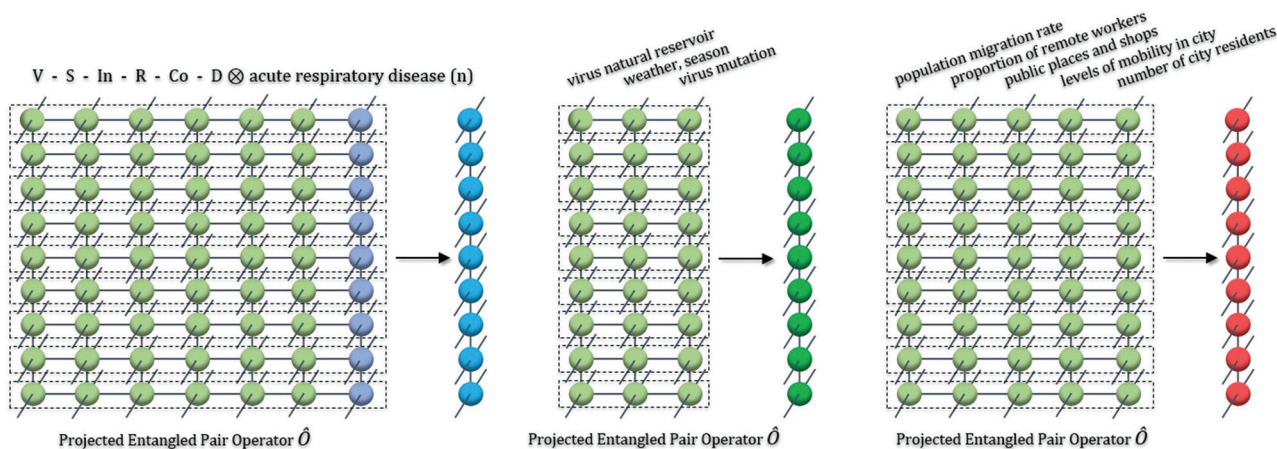 V - S - In - R - Co - D ⊗ acute respiratory disease (n)
virus natural reservoir
weather, season
virus mutation
population migration rate
proportion of remote workers
public places and shops
levels of mobility in city
number of city residents
Projected Entangled Pair Operator Ô
Projected Entangled Pair Operator Ô
Projected Entangled Pair Operator Ô